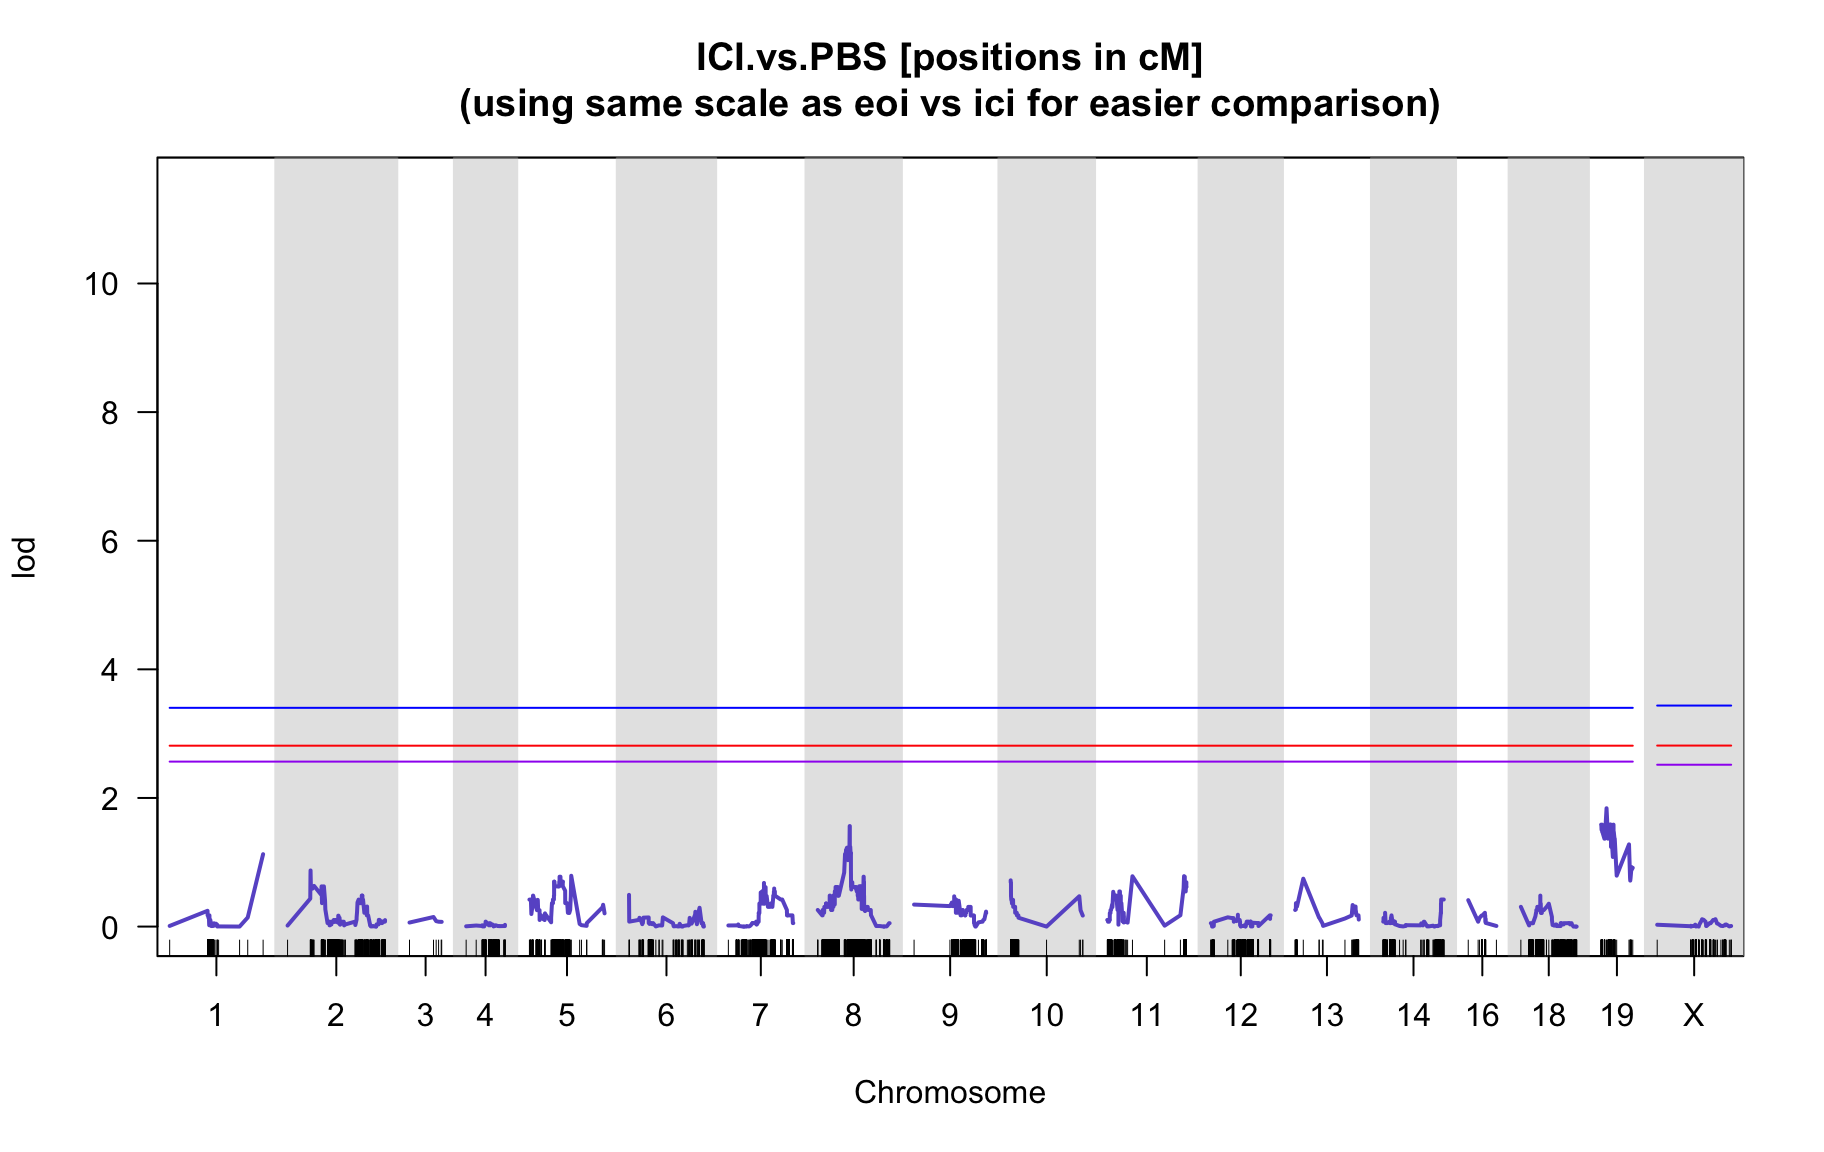 ICI.vs.PBS [positions in cM]
(using same scale as eoi vs ici for easier comparison)
10
8
6
4
2
0
lod
1 2 3 4 5 6 7 8 9 10 11 12 13 14 16 18 19 X
Chromosome